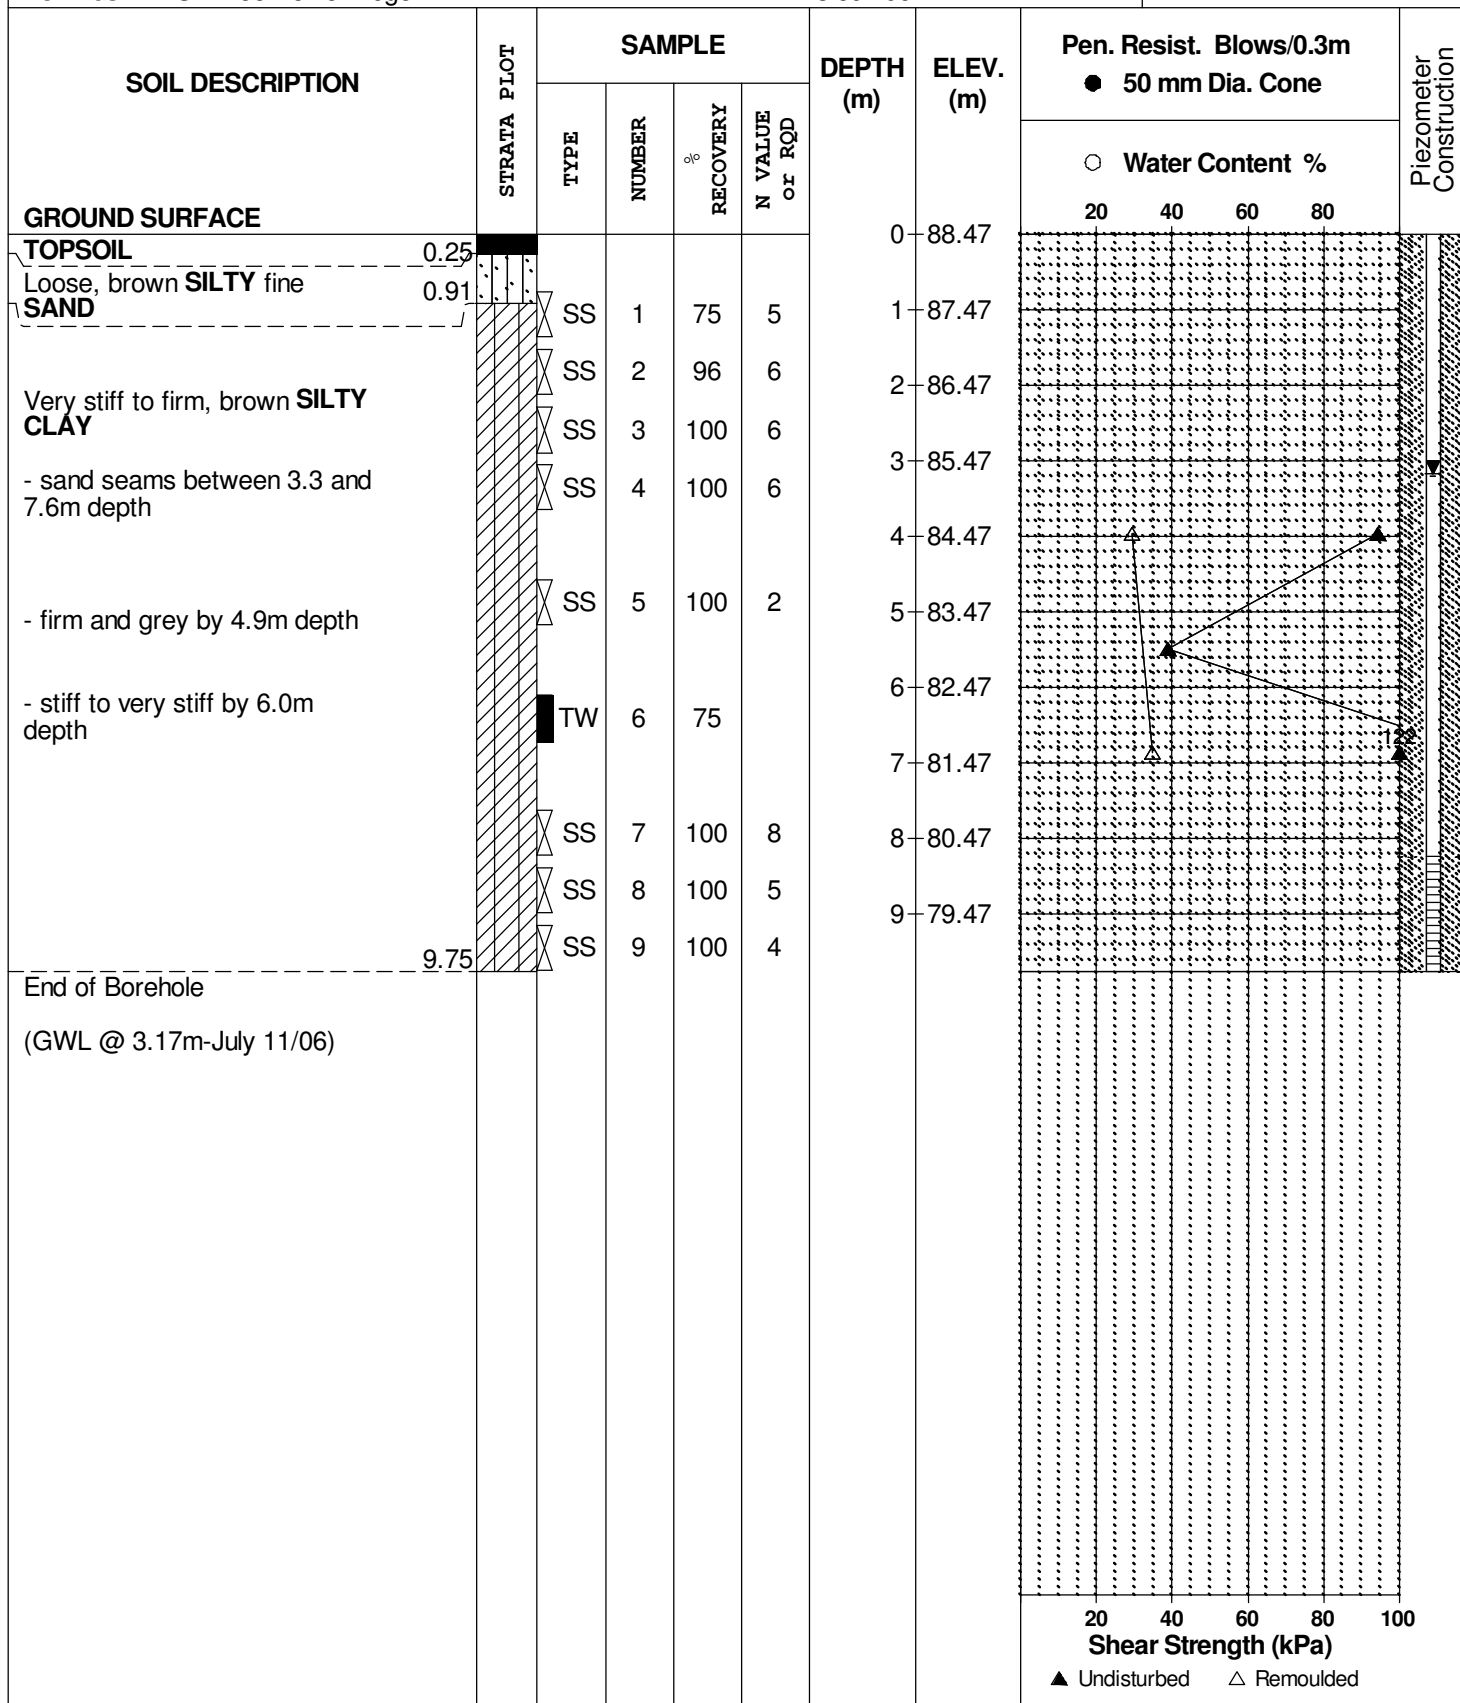 SOIL DESCRIPTION
STRATA PLOT
SAMPLE
TYPE
NUMBER
% RECOVERY
N VALUE or RQD
DEPTH (m)
ELEV. (m)
Pen. Resist. Blows/0.3m
● 50 mm Dia. Cone
○ Water Content %
20 40 60 80
Piezometer Construction
GROUND SURFACE
0 88.47
TOPSOIL 0.25
Loose, brown SILTY fine
SAND 0.91
SS 1 75 5
1 87.47
SS 2 96 6
2 86.47
Very stiff to firm, brown SILTY
CLAY
SS 3 100 6
3 85.47
- sand seams between 3.3 and
7.6m depth
SS 4 100 6
4 84.47
SS 5 100 2
5 83.47
- firm and grey by 4.9m depth
6 82.47
- stiff to very stiff by 6.0m
depth
TW 6 75
122
7 81.47
SS 7 100 8
8 80.47
SS 8 100 5
9 79.47
SS 9 100 4
9.75
End of Borehole
(GWL @ 3.17m-July 11/06)
20 40 60 80 100
Shear Strength (kPa)
▲ Undisturbed △ Remoulded